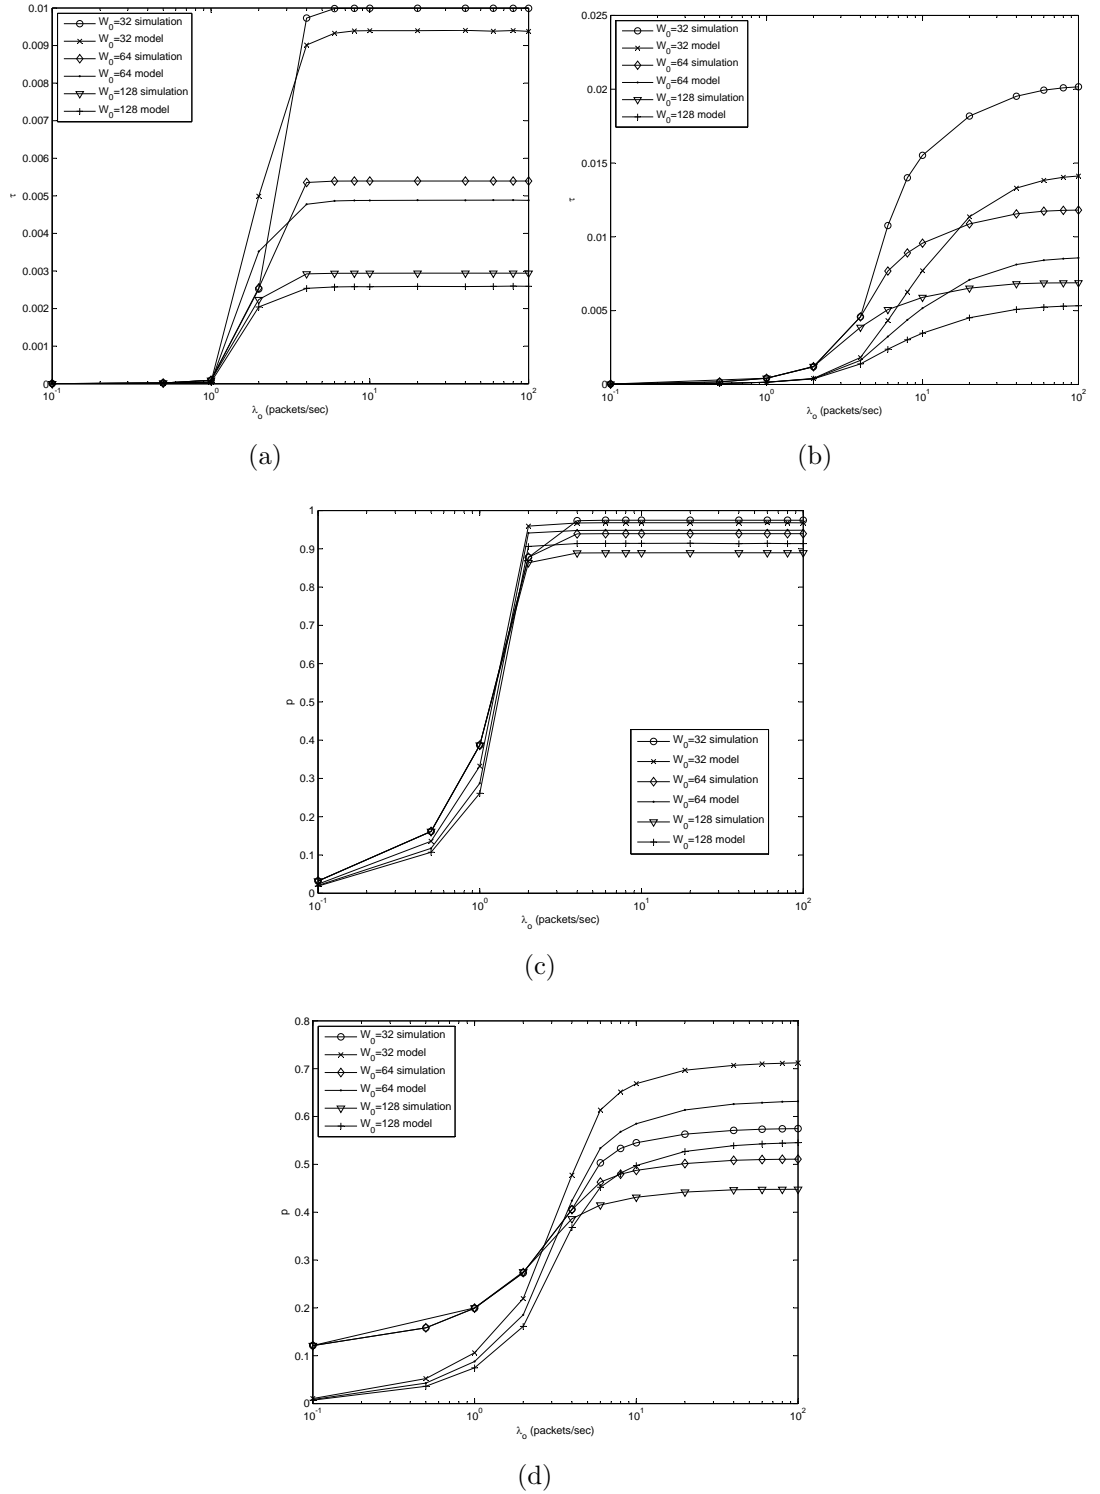 0.01
0.009
0.008
0.007
0.006
0.005
0.004
0.003
0.002
0.001
0
τ
W0=32 simulation
W0=32 model
W0=64 simulation
W0=64 model
W0=128 simulation
W0=128 model
10-1
100
101
102
λo (packets/sec)
(a)
0.025
0.02
0.015
0.01
0.005
0
τ
W0=32 simulation
W0=32 model
W0=64 simulation
W0=64 model
W0=128 simulation
W0=128 model
10-1
100
101
102
λo (packets/sec)
(b)
1
0.9
0.8
0.7
0.6
0.5
0.4
0.3
0.2
0.1
0
p
W0=32 simulation
W0=32 model
W0=64 simulation
W0=64 model
W0=128 simulation
W0=128 model
10-1
100
101
102
λo (packets/sec)
(c)
0.8
0.7
0.6
0.5
0.4
0.3
0.2
0.1
0
p
W0=32 simulation
W0=32 model
W0=64 simulation
W0=64 model
W0=128 simulation
W0=128 model
10-1
100
101
102
λo (packets/sec)
(d)